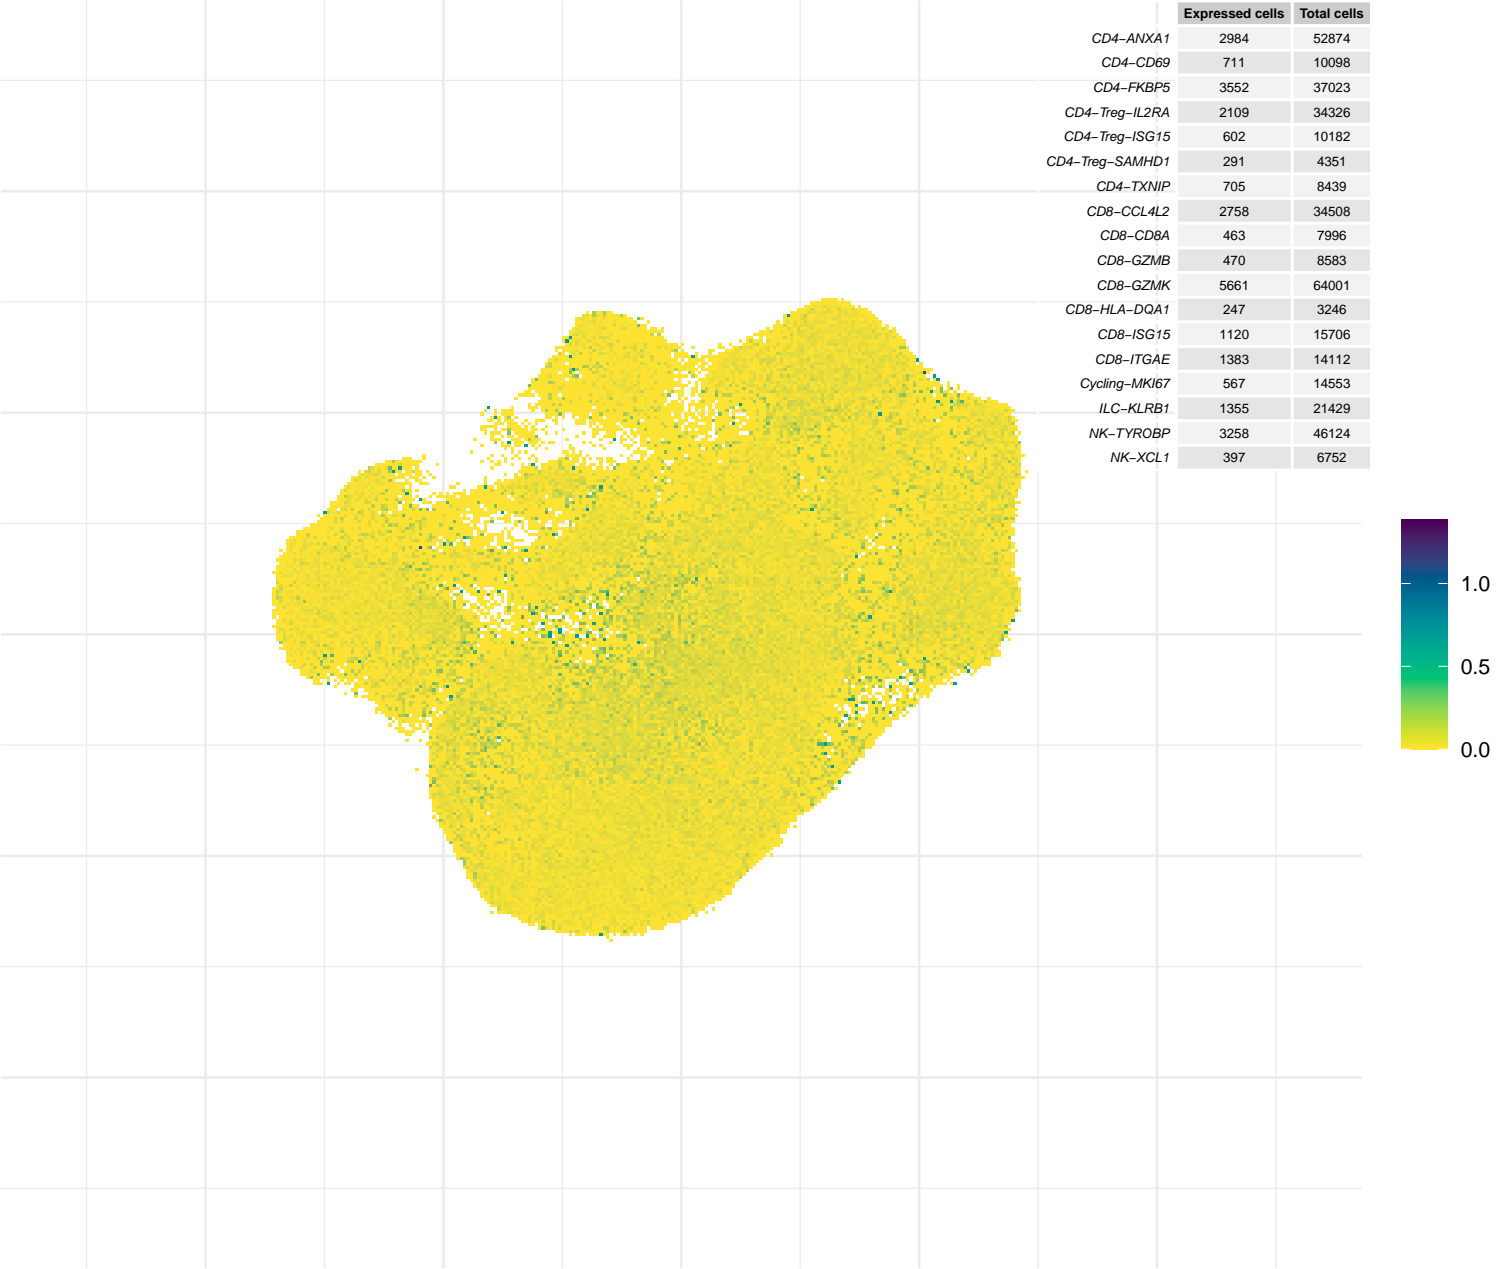 Expressed cells Total cells
CD4−ANXA1 2984 52874
CD4−CD69 711 10098
CD4−FKBP5 3552 37023
CD4−Treg−IL2RA 2109 34326
CD4−Treg−ISG15 602 10182
CD4−Treg−SAMHD1 291 4351
CD4−TXNIP 705 8439
CD8−CCL4L2 2758 34508
CD8−CD8A 463 7996
CD8−GZMB 470 8583
CD8−GZMK 5661 64001
CD8−HLA−DQA1 247 3246
CD8−ISG15 1120 15706
CD8−ITGAE 1383 14112
Cycling−MKI67 567 14553
ILC−KLRB1 1355 21429
NK−TYROBP 3258 46124
NK−XCL1 397 6752
1.0
0.5
0.0